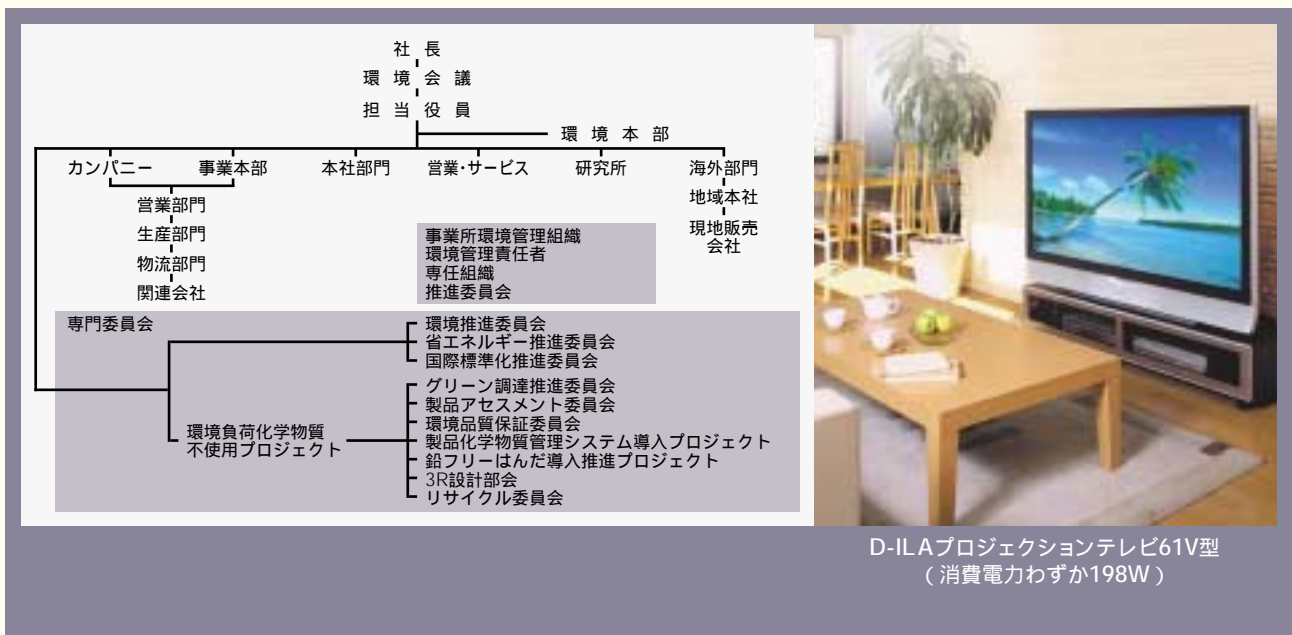 社長
環境会議
担当役員
環境本部
カンパニー
事業本部
本社部門
営業・サービス
研究所
海外部門
営業部門
生産部門
物流部門
関連会社
地域本社
現地販売
会社
事業所環境管理組織
環境管理責任者
専任組織
推進委員会
専門委員会
環境推進委員会
省エネルギー推進委員会
国際標準化推進委員会
環境負荷化学物質
不使用プロジェクト
グリーン調達推進委員会
製品アセスメント委員会
環境品質保証委員会
製品化学物質管理システム導入プロジェクト
鉛フリーはんだ導入推進プロジェクト
3R設計部会
リサイクル委員会
D-ILAプロジェクションテレビ61V型
(消費電力わずか198W)